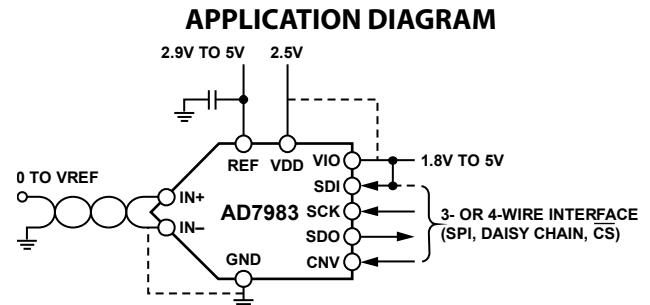 APPLICATION DIAGRAM
2.9V TO 5V
2.5V
REF
VDD
VIO
1.8V TO 5V
0 TO VREF
IN+
SDI
AD7983
SCK
3- OR 4-WIRE INTERFACE
(SPI, DAISY CHAIN, CS)
IN–
SDO
GND
CNV